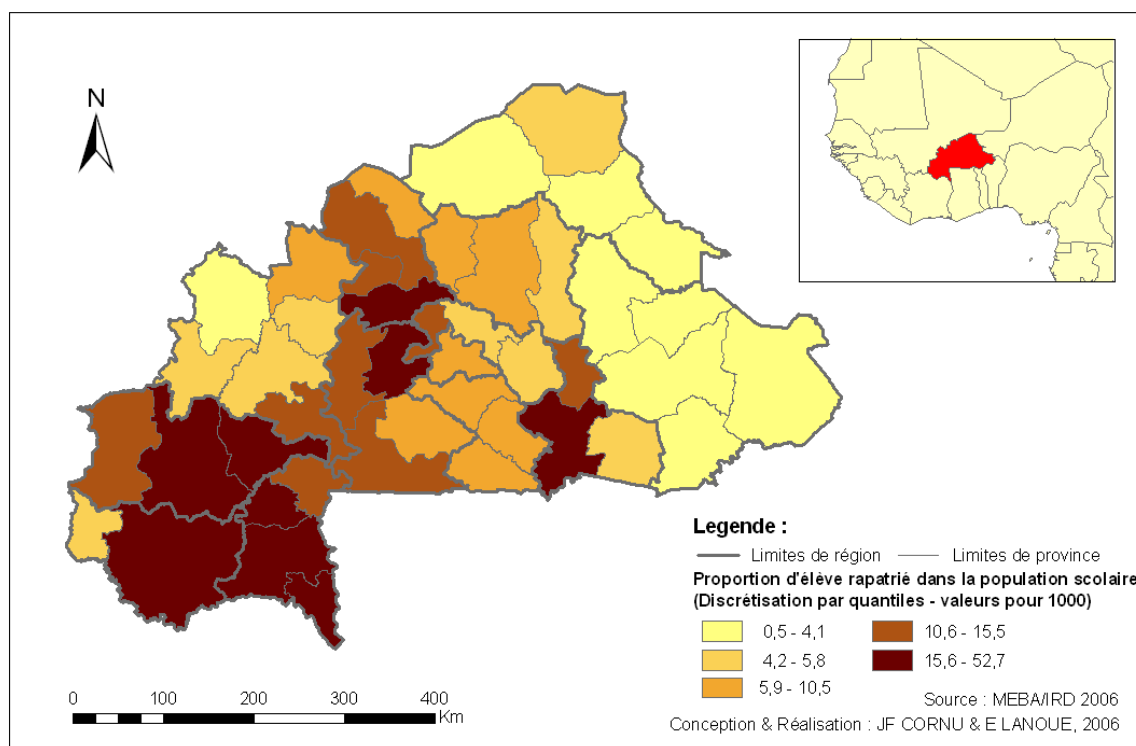 N
Legende :
Limites de région Limites de province
Proportion d'élève rapatrié dans la population scolaire
(Discrétisation par quantiles - valeurs pour 1000)
0,5 - 4,1 10,6 - 15,5
4,2 - 5,8 15,6 - 52,7
5,9 - 10,5
Source : MEBA/IRD 2006
Conception & Réalisation : JF CORNU & E LANOUE, 2006
0 100 200 300 400
Km